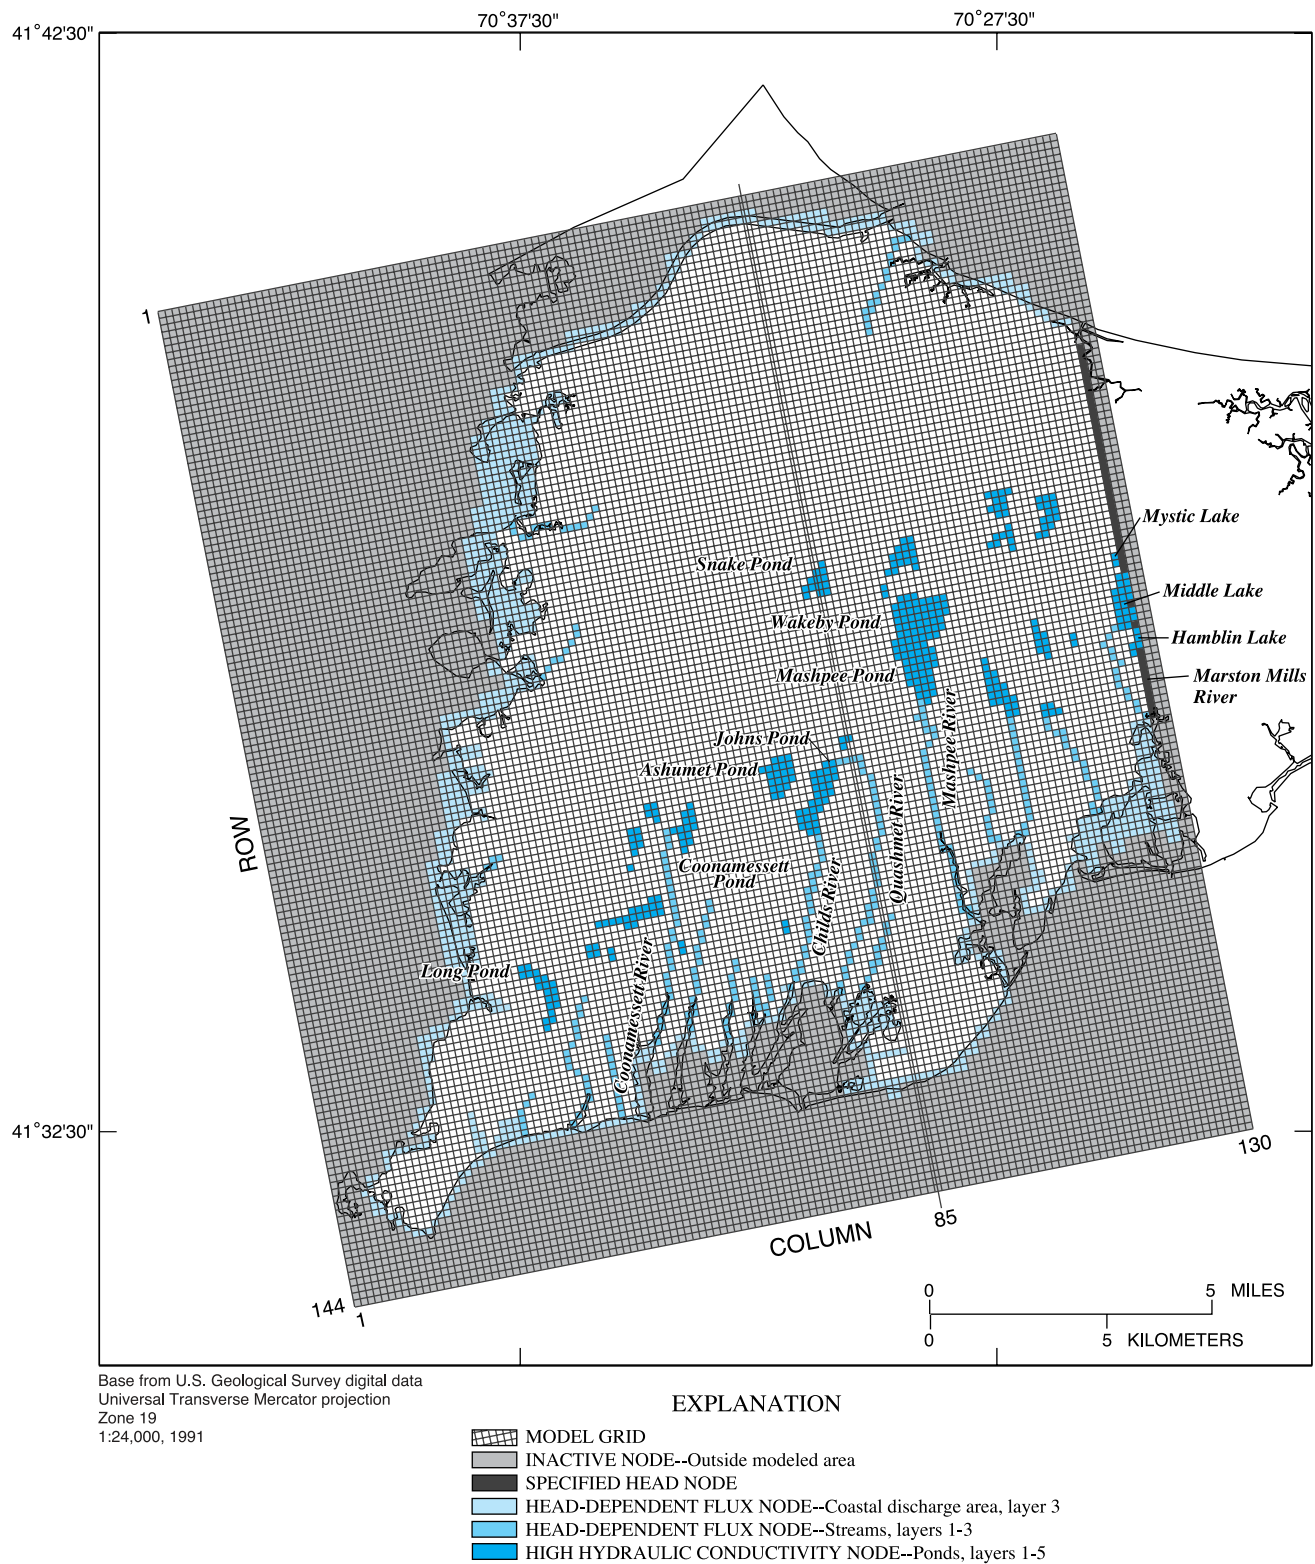 70°37'30"
70°27'30"
41°42'30"
1
Mystic Lake
Snake Pond
Middle Lake
Wakeby Pond
Hamblin Lake
Mashpee Pond
Marston Mills
River
Mashpee River
Johns Pond
Ashumet Pond
Quashmet River
ROW
Coonamessett
Pond
Childs River
Long Pond
Coonamessett River
41°32'30"
130
85
COLUMN
144
1
0 5 MILES
0 5 KILOMETERS
Base from U.S. Geological Survey digital data
Universal Transverse Mercator projection
Zone 19
1:24,000, 1991
EXPLANATION
MODEL GRID
INACTIVE NODE--Outside modeled area
SPECIFIED HEAD NODE
HEAD-DEPENDENT FLUX NODE--Coastal discharge area, layer 3
HEAD-DEPENDENT FLUX NODE--Streams, layers 1-3
HIGH HYDRAULIC CONDUCTIVITY NODE--Ponds, layers 1-5